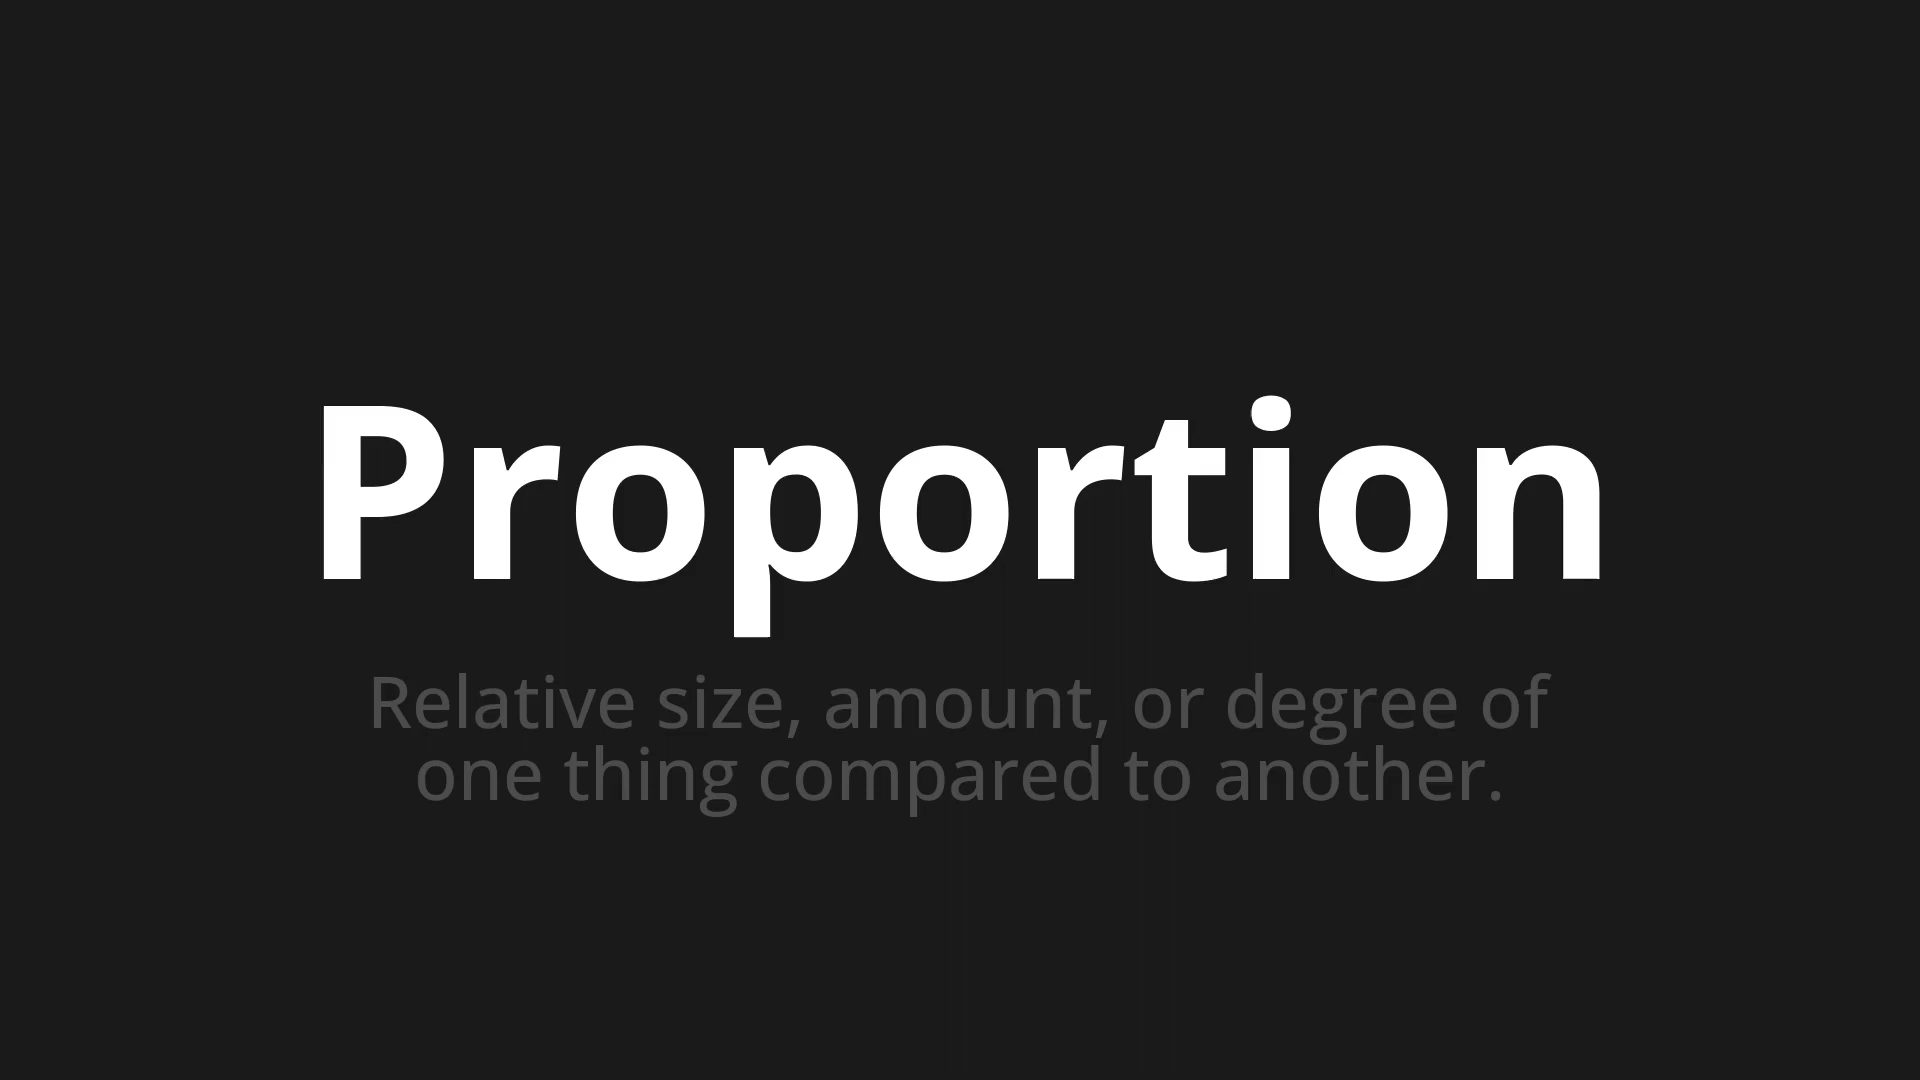 Proportion
Relative size, amount, or degree of
one thing compared to another.